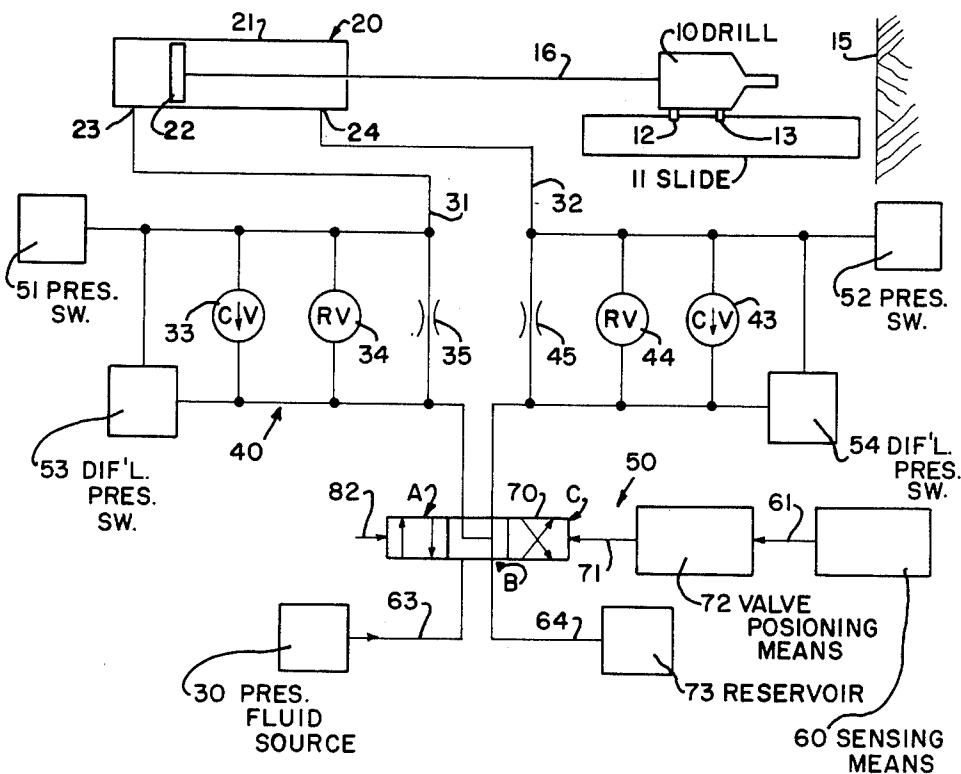 21
20
10 DRILL
15
16
23
22
24
12
13
11 SLIDE
31
32
51 PRES.
SW.
33
C↓V
RV
34
35
45
RV
44
C↓V
43
52 PRES.
SW.
53 DIF'L.
PRES.
SW.
40
54 DIF'L.
PRES.
SW.
82
A
70
C
50
61
B
71
72 VALVE
POSIONING
MEANS
63
64
30 PRES.
FLUID
SOURCE
73 RESERVOIR
60 SENSING
MEANS